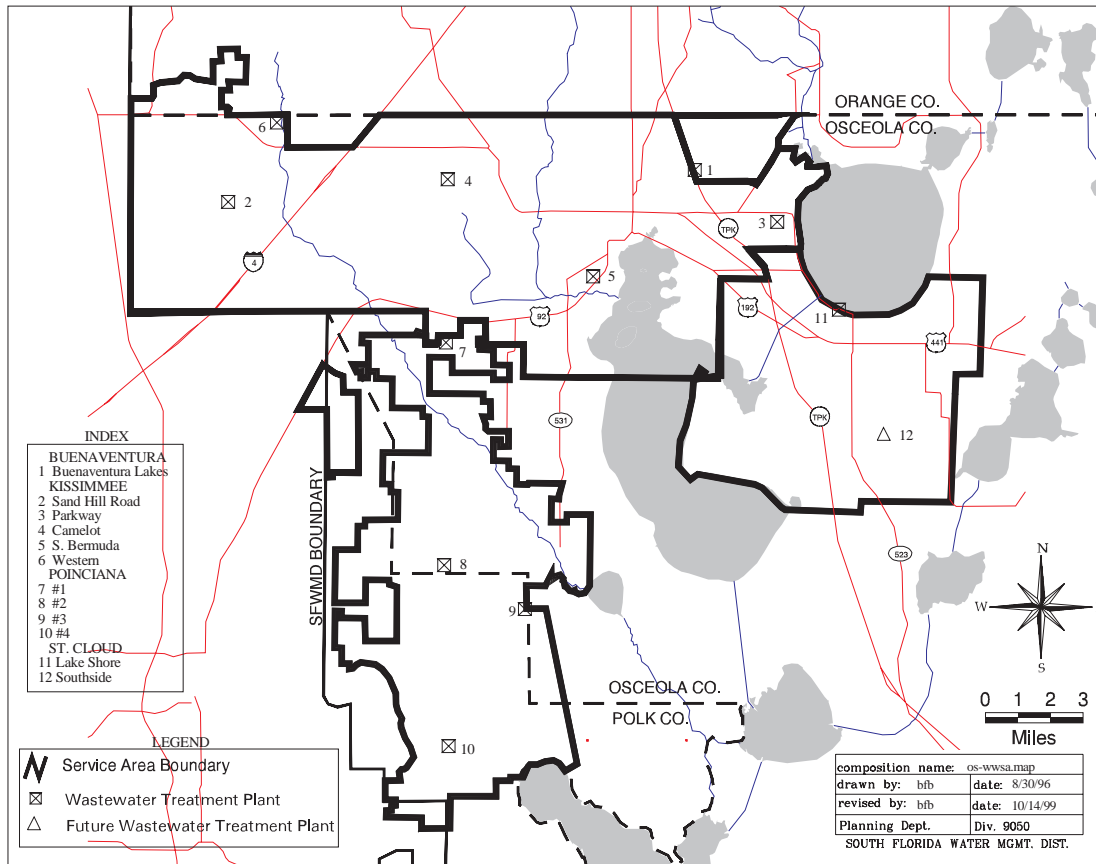 ORANGE CO.
OSCEOLA CO.
6
1
4
2
3
TPK
4
5
192
11
92
441
7
531
TPK
12
INDEX
BUENAVENTURA
1 Buenaventura Lakes
KISSIMMEE
2 Sand Hill Road
3 Parkway
4 Camelot
5 S. Bermuda
6 Western
POINCIANA
7 #1
8 #2
9 #3
10 #4
ST. CLOUD
11 Lake Shore
12 Southside
SFWMD BOUNDARY
8
523
9
N
W
E
S
OSCEOLA CO.
POLK CO.
0 1 2 3
Miles
10
LEGEND
Service Area Boundary
Wastewater Treatment Plant
Future Wastewater Treatment Plant
composition name: os-wwsa.map
drawn by: bfb date: 8/30/96
revised by: bfb date: 10/14/99
Planning Dept. Div. 9050
SOUTH FLORIDA WATER MGMT. DIST.